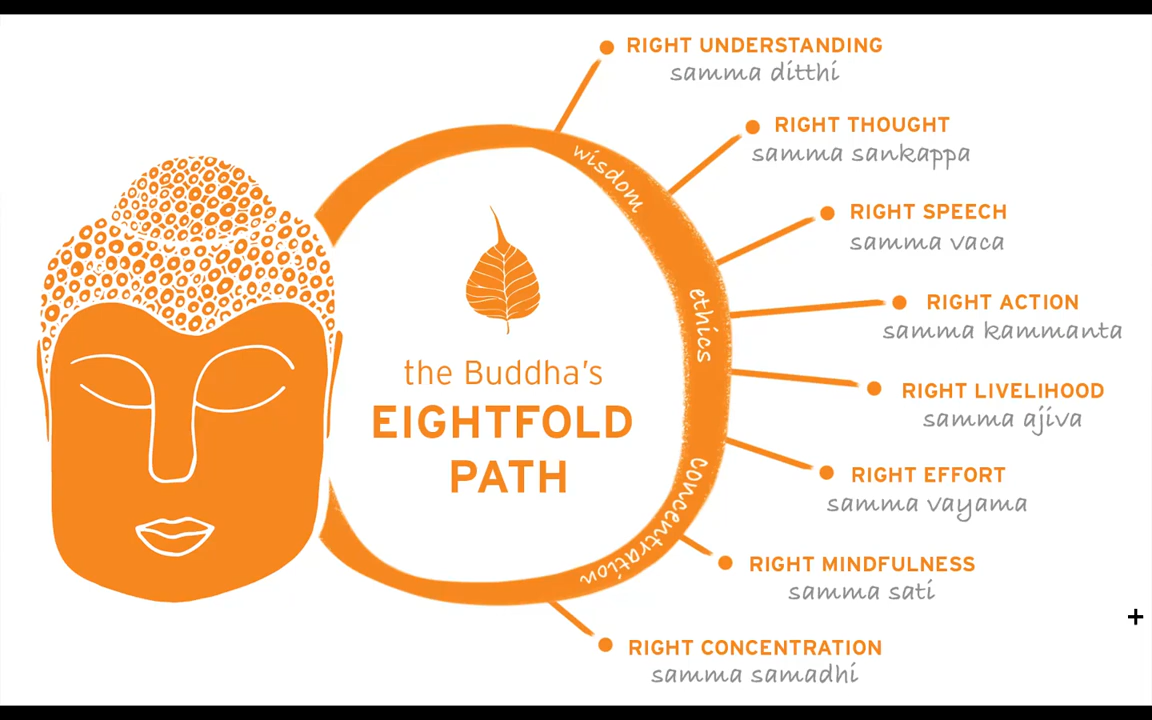 RIGHT UNDERSTANDING
samma ditthi
RIGHT THOUGHT
samma sankappa
wisdom
RIGHT SPEECH
samma vaca
ethics
RIGHT ACTION
samma kammanta
the Buddha's
EIGHTFOLD
PATH
RIGHT LIVELIHOOD
samma ajiva
concentration
RIGHT EFFORT
samma vayama
RIGHT MINDFULNESS
samma sati
RIGHT CONCENTRATION
samma samadhi